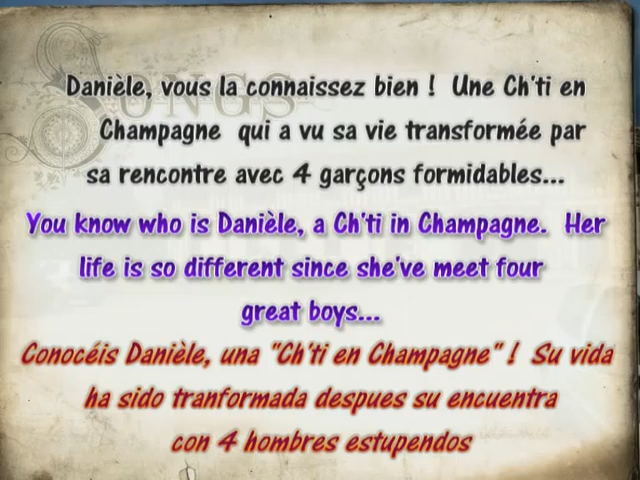 SONGS
Danièle, vous la connaissez bien ! Une Ch'ti en
Champagne qui a vu sa vie transformée par
sa rencontre avec 4 garçons formidables...
You know who is Danièle, a Ch'ti in Champagne. Her
life is so different since she've meet four
great boys...
Conocéis Danièle, una "Ch'ti en Champagne" ! Su vida
ha sido tranformada despues su encuentra
con 4 hombres estupendos